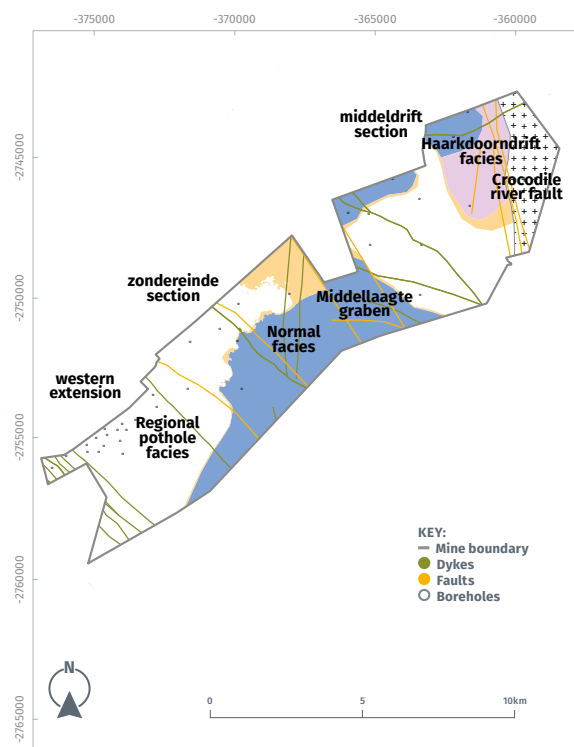 -375000
-370000
-365000
-360000
-2745000
-2750000
-2755000
-2760000
-2765000
middeldrift
section
Haarkdoorndrift
facies
Crocodile
river fault
zondereinde
section
Middellaagte
graben
Normal
facies
western
extension
Regional
pothole
facies
KEY:
Mine boundary
Dykes
Faults
Boreholes
N
0
5
10km